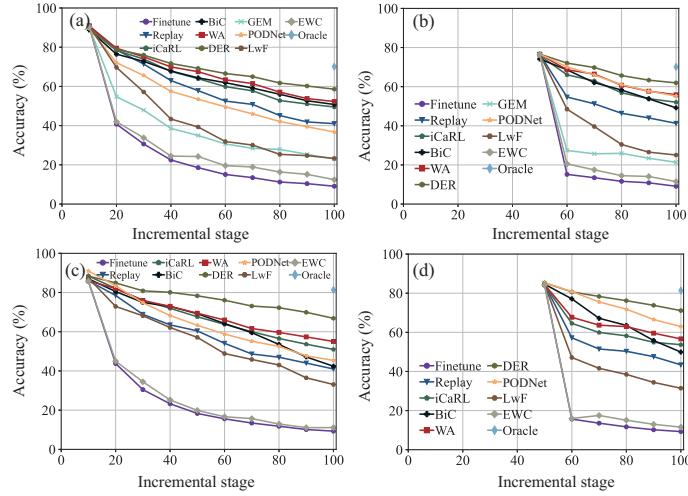 (a)
Finetune BiC GEM EWC
Replay WA PODNet Oracle
iCaRL DER LwF
100
80
60
40
20
0
Accuracy (%)
0 20 40 60 80 100
Incremental stage
(b)
Finetune GEM
Replay PODNet
iCaRL LwF
BiC EWC
WA Oracle
DER
100
80
60
40
20
0
Accuracy (%)
0 20 40 60 80 100
Incremental stage
(c)
Finetune iCaRL WA PODNet EWC
Replay BiC DER LwF Oracle
100
80
60
40
20
0
Accuracy (%)
0 20 40 60 80 100
Incremental stage
(d)
Finetune DER
Replay PODNet
iCaRL LwF
BiC EWC
WA Oracle
100
80
60
40
20
0
Accuracy (%)
0 20 40 60 80 100
Incremental stage